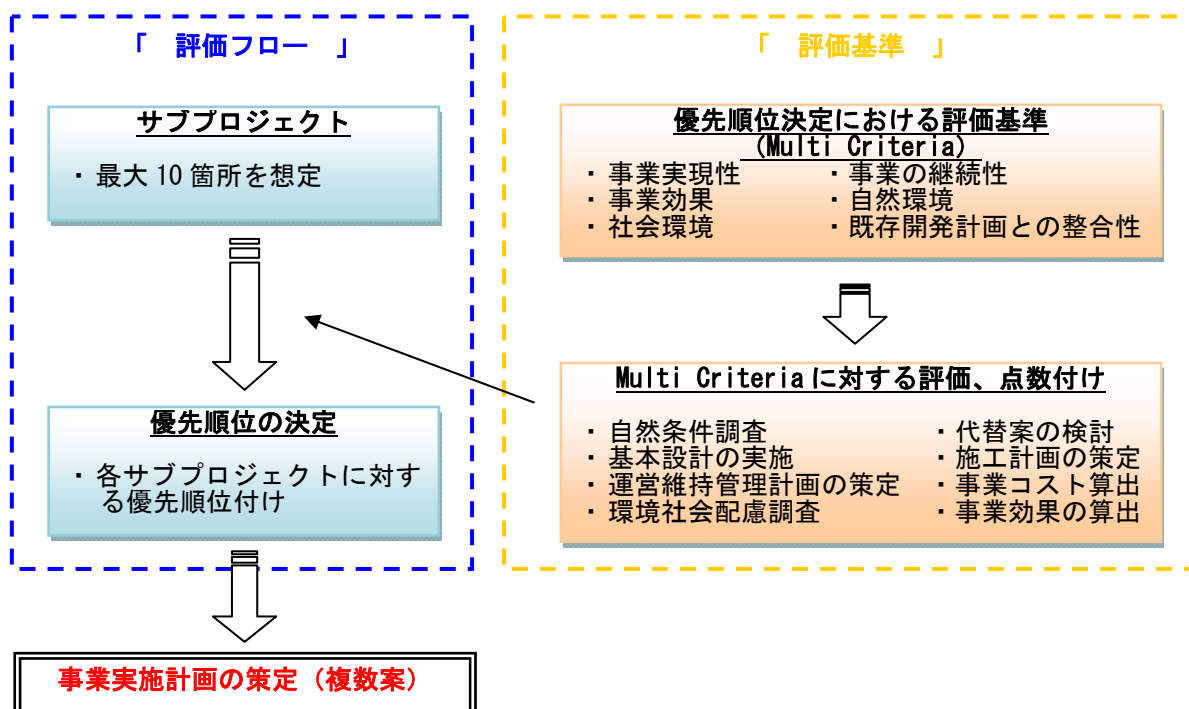 「 評価フロー 」
サブプロジェクト
・最大 10 箇所を想定
優先順位の決定
・各サブプロジェクトに対す
る優先順位付け
事業実施計画の策定（複数案）
「 評価基準 」
優先順位決定における評価基準
(Multi Criteria)
・事業実現性 ・事業の継続性
・事業効果 ・自然環境
・社会環境 ・既存開発計画との整合性
Multi Criteria に対する評価、点数付け
・自然条件調査 ・代替案の検討
・基本設計の実施 ・施工計画の策定
・運営維持管理計画の策定 ・事業コスト算出
・環境社会配慮調査 ・事業効果の算出